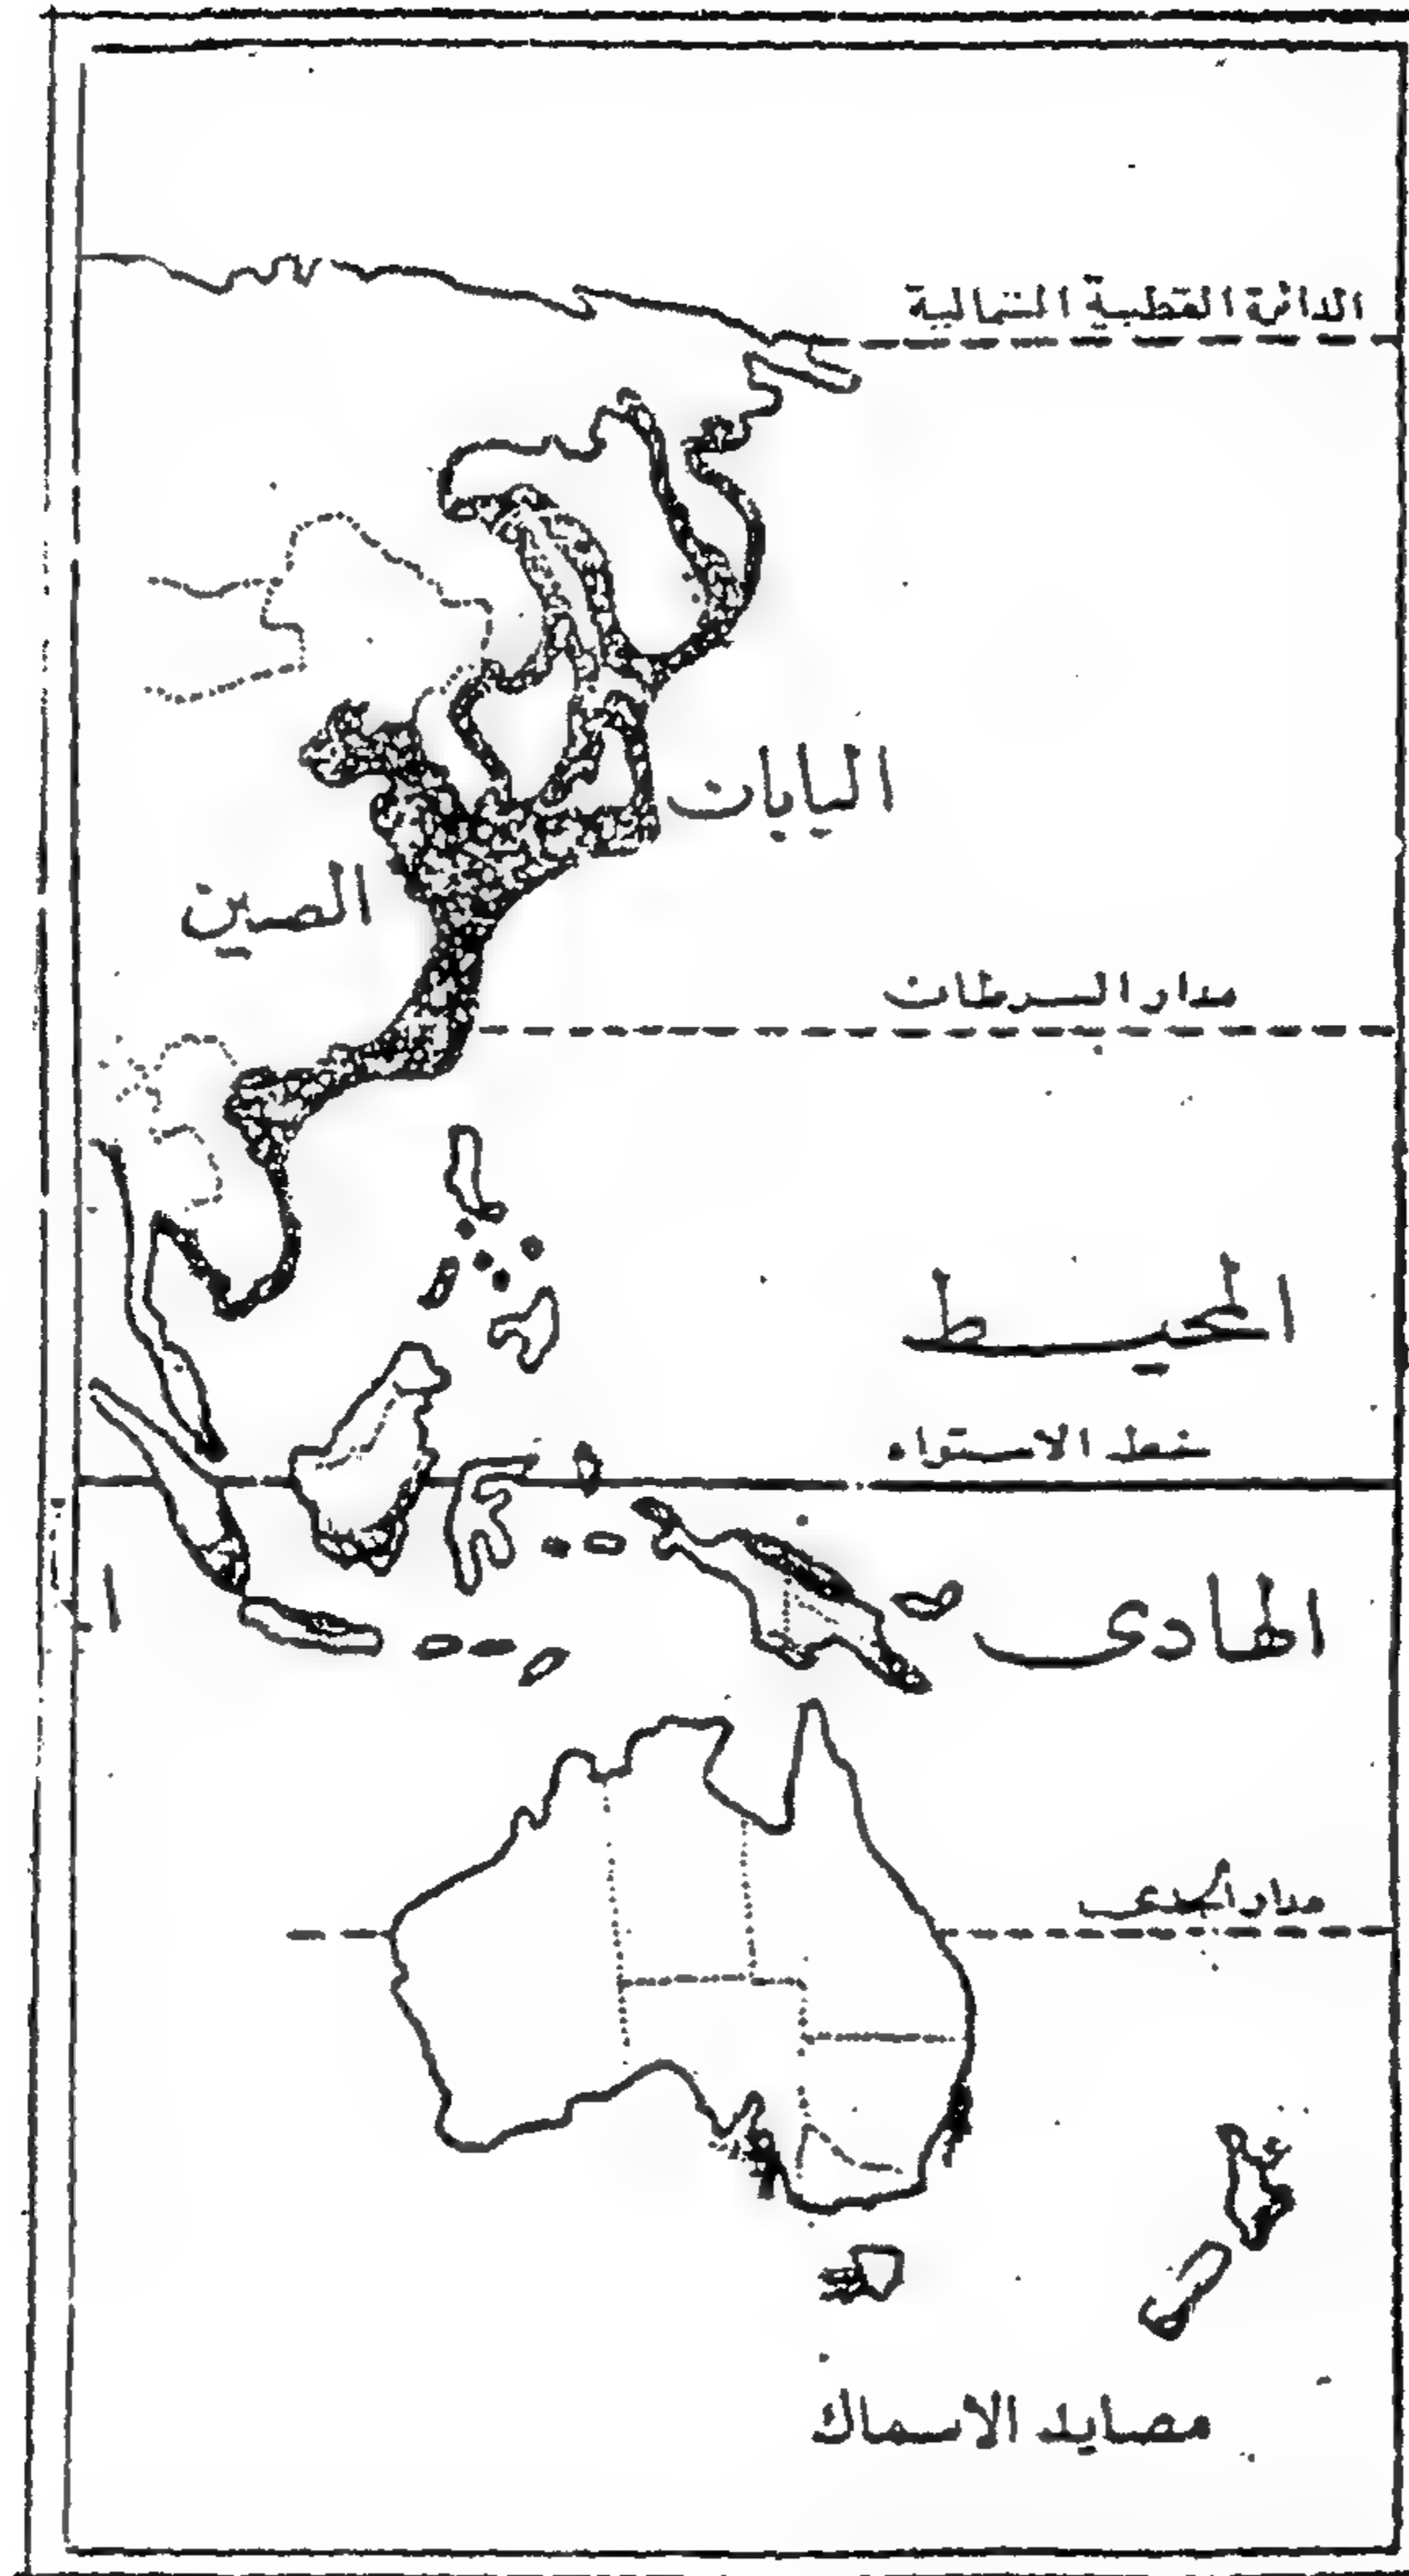 الدائرة القطبية الشمالية
اليابان
الصين
مدار السرطان
المحيط
خط الاستواء
الهادى
مدار الجدى
مصايد الاسماك